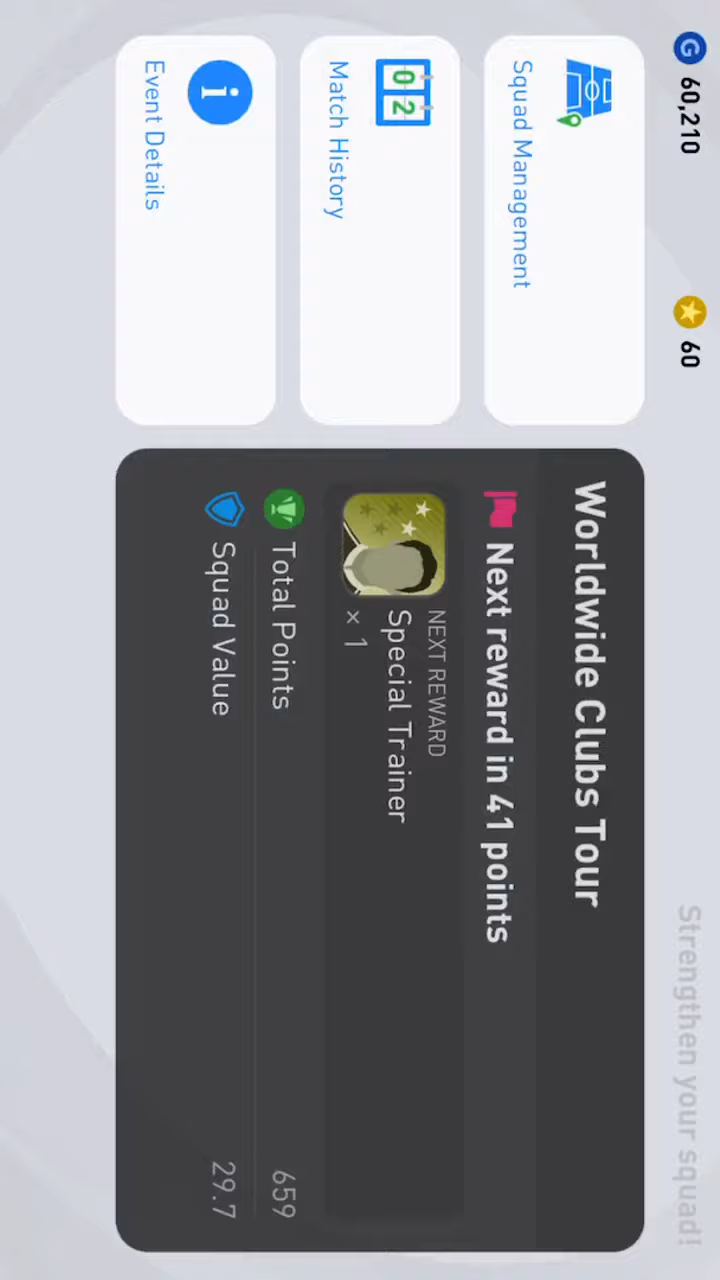 60,210
60
Strengthen your squad!
Squad Management
02
Match History
Event Details
Worldwide Clubs Tour
Next reward in 41 points
NEXT REWARD
Special Trainer
× 1
Total Points 659
Squad Value 29.7